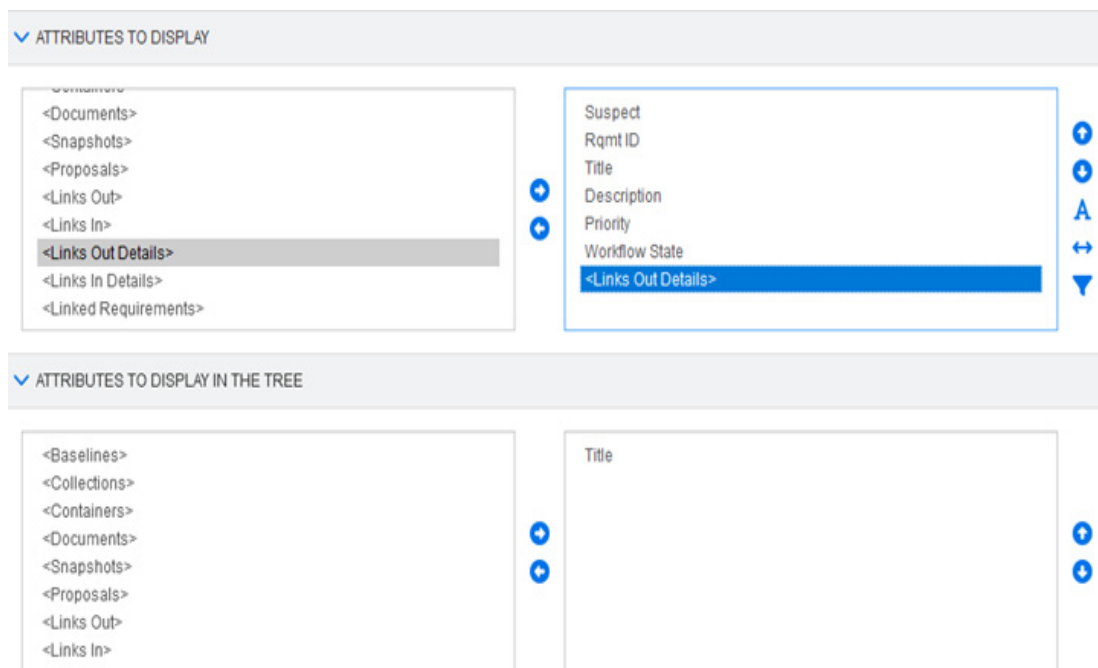 ATTRIBUTES TO DISPLAY
<Documents>
<Snapshots>
<Proposals>
<Links Out>
<Links In>
<Links Out Details>
<Links In Details>
<Linked Requirements>
Suspect
Rqmt ID
Title
Description
Priority
Workflow State
<Links Out Details>
A
ATTRIBUTES TO DISPLAY IN THE TREE
<Baselines>
<Collections>
<Containers>
<Documents>
<Snapshots>
<Proposals>
<Links Out>
<Links In>
Title